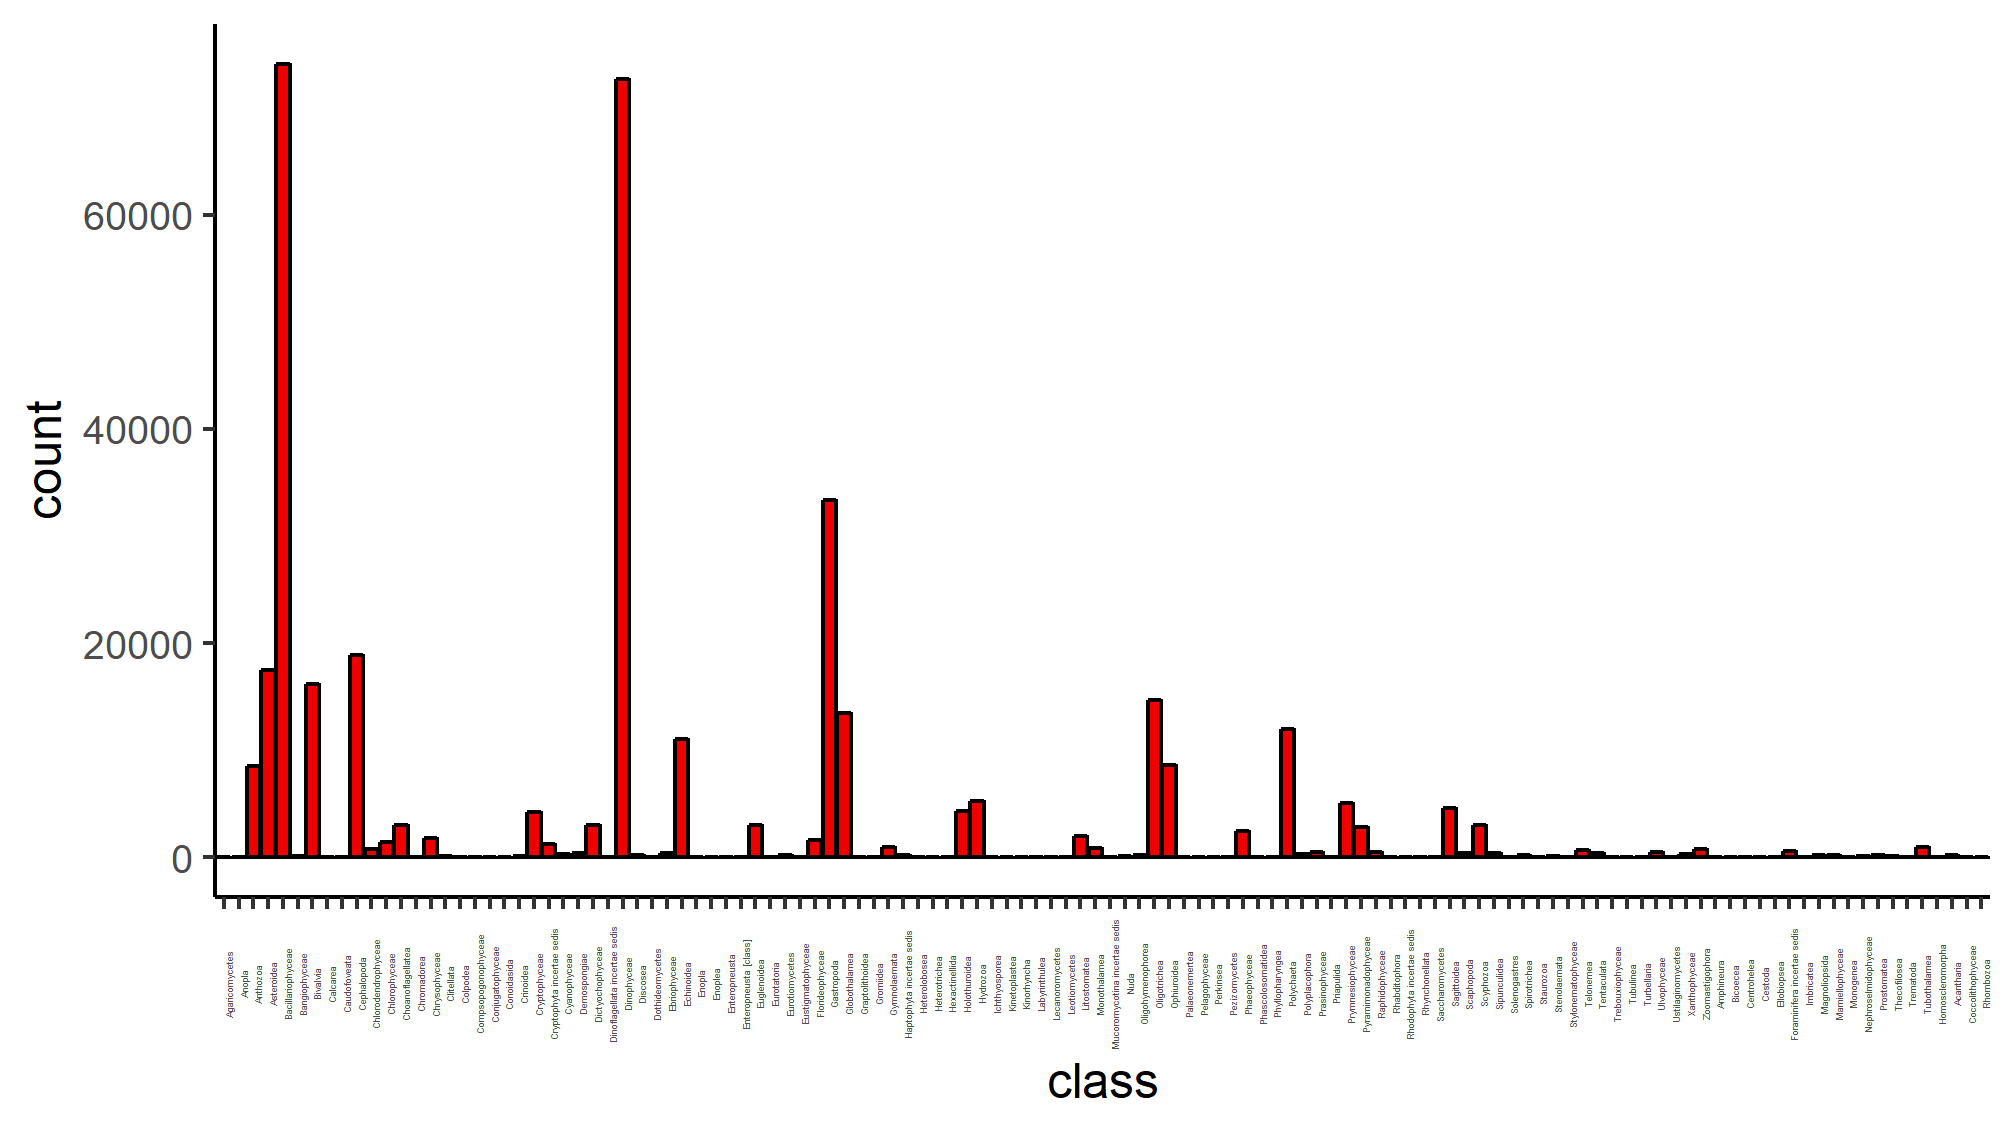 count
60000
40000
20000
0
Agaricomycetes
Anopla
Anthozoa
Asteroidea
Bacillariophyceae
Bangiophyceae
Bivalvia
Calcarea
Caudofoveata
Cephalopoda
Chlorodendrophyceae
Chlorophyceae
Choanoflagellatea
Chromadorea
Chrysophyceae
Clitellata
Colpodea
Compsopogonophyceae
Conjugatophyceae
Conoidasida
Crinoidea
Cryptophyceae
Cryptophyta incertae sedis
Cyanophyceae
Demospongiae
Dictyochophyceae
Dinoflagellata incertae sedis
Dinophyceae
Discosea
Dothideomycetes
Ebriophyceae
Echinoidea
Enopla
Enoplea
Enteropneusta
Enteropneusta [class]
Euglenoidea
Eurotatoria
Eurotiomycetes
Eustigmatophyceae
Florideophyceae
Gastropoda
Globothalamea
Graptolithoidea
Gromiidea
Gymnolaemata
Haptophyta incertae sedis
Heterolobosea
Heterotrichea
Hexactinellida
Holothuroidea
Hydrozoa
Ichthyosporea
Kinetoplastea
Kinorhyncha
Labyrinthulea
Lecanoromycetes
Leotiomycetes
Litostomatea
Monothalamea
Mucoromycotina incertae sedis
Nuda
Oligohymenophorea
Oligotrichea
Ophiuroidea
Palaeonemertea
Pelagophyceae
Perkinsea
Pezizomycetes
Phaeophyceae
Phascolosomatidea
Phyllopharyngea
Polychaeta
Polyplacophora
Prasinophyceae
Priapulida
Prymnesiophyceae
Pyramimonadophyceae
Raphidophyceae
Rhabditophora
Rhodophyta incertae sedis
Rhynchonellata
Saccharomycetes
Sagittoidea
Scaphopoda
Scyphozoa
Sipunculidea
Solenogastres
Spirotrichea
Staurozoa
Stenolaemata
Stylonematophyceae
Telonemea
Tentaculata
Trebouxiophyceae
Tubulinea
Turbellaria
Ulvophyceae
Ustilaginomycetes
Xanthophyceae
Zoomastigophora
Amphineura
Bicoecea
Centrohelea
Cestoda
Ellobiopsea
Foraminifera incertae sedis
Imbricatea
Magnoliopsida
Mamiellophyceae
Monogenea
Nephroselmidophyceae
Prostomatea
Thecofilosea
Trematoda
Tubothalamea
Homoscleromorpha
Acantharia
Coccolithophyceae
Rhombozoa
class